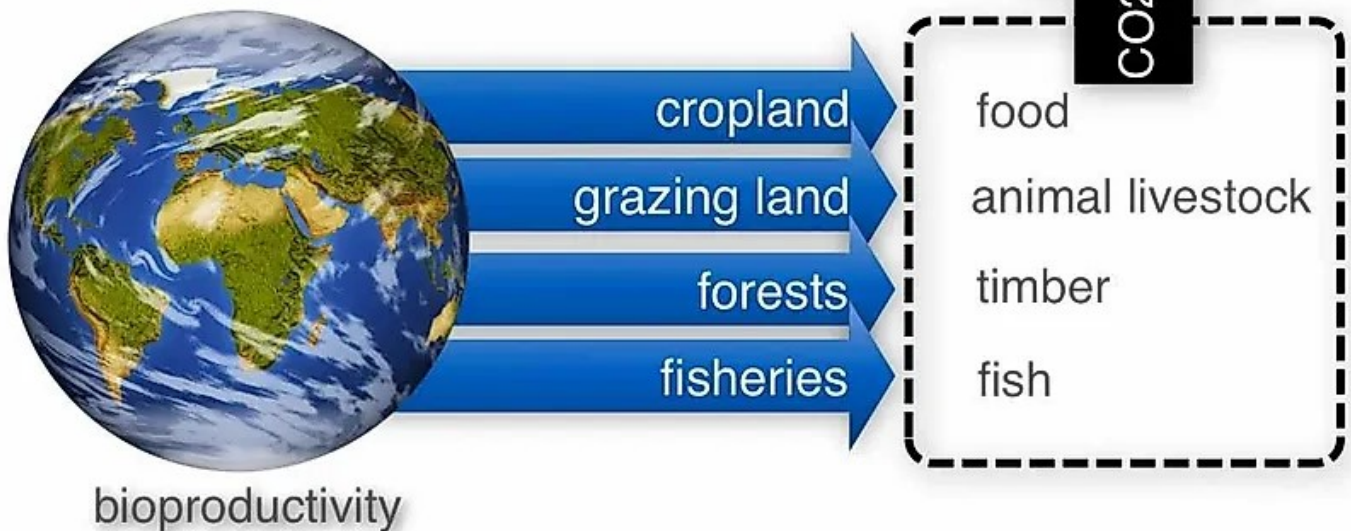 CO2
cropland
food
grazing land
animal livestock
forests
timber
fisheries
fish
bioproductivity